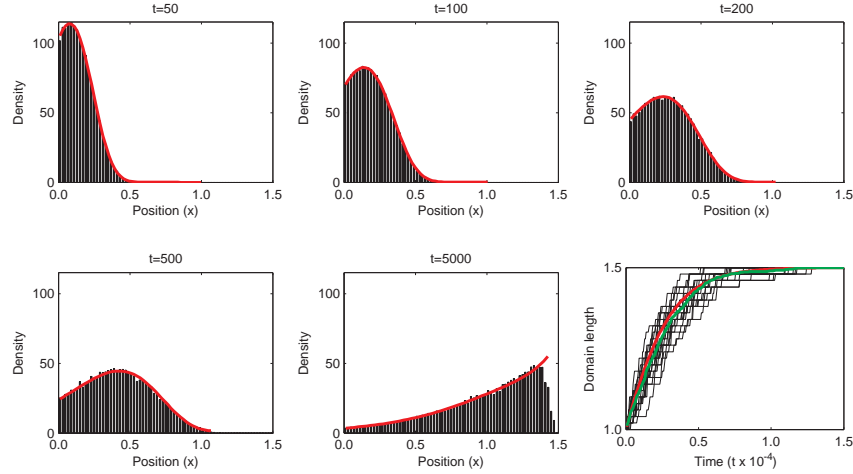 t=50
t=100
t=200
100
50
0
Density
0.0 0.5 1.0 1.5
Position (x)
100
50
0
Density
0.0 0.5 1.0 1.5
Position (x)
100
50
0
Density
0.0 0.5 1.0 1.5
Position (x)
t=500
t=5000
100
50
0
Density
0.0 0.5 1.0 1.5
Position (x)
100
50
0
Density
0.0 0.5 1.0 1.5
Position (x)
1.5
1.0
Domain length
0.0 0.5 1.0 1.5
Time (t x 10⁻⁴)